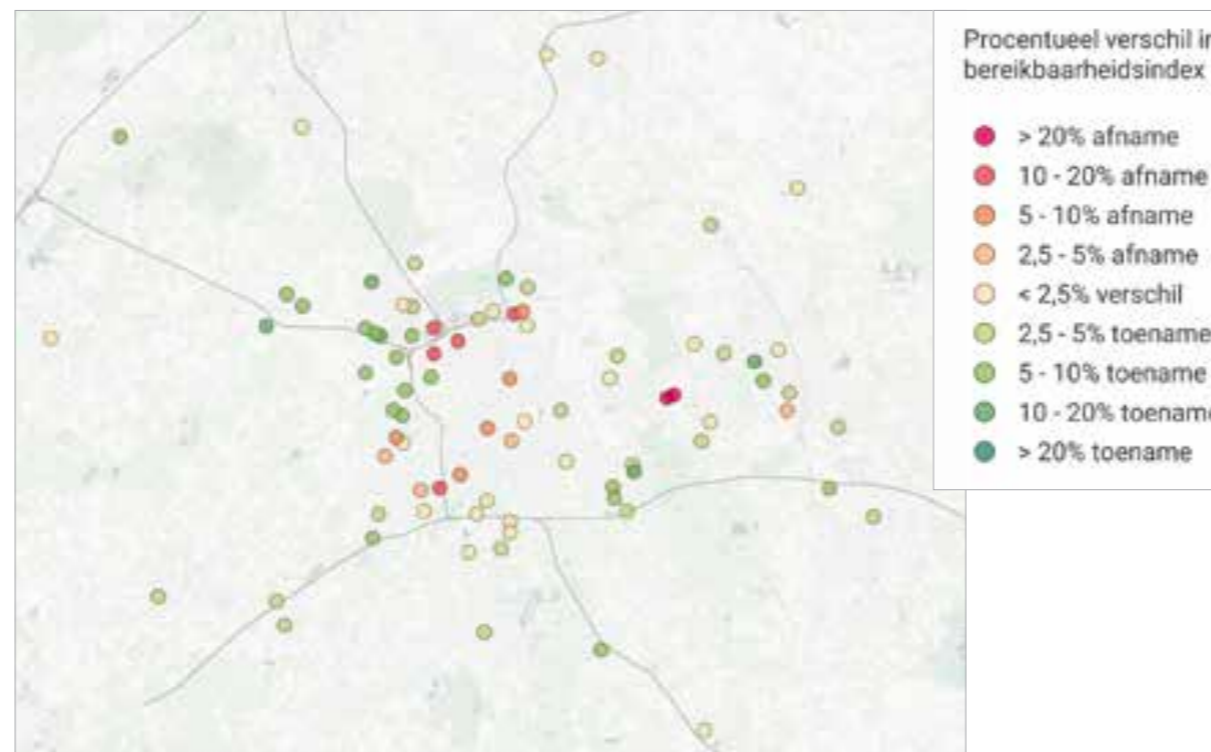 Procentueel verschil in
bereikbaarheidsindex
> 20% afname
10 - 20% afname
5 - 10% afname
2,5 - 5% afname
< 2,5% verschil
2,5 - 5% toename
5 - 10% toename
10 - 20% toename
> 20% toename